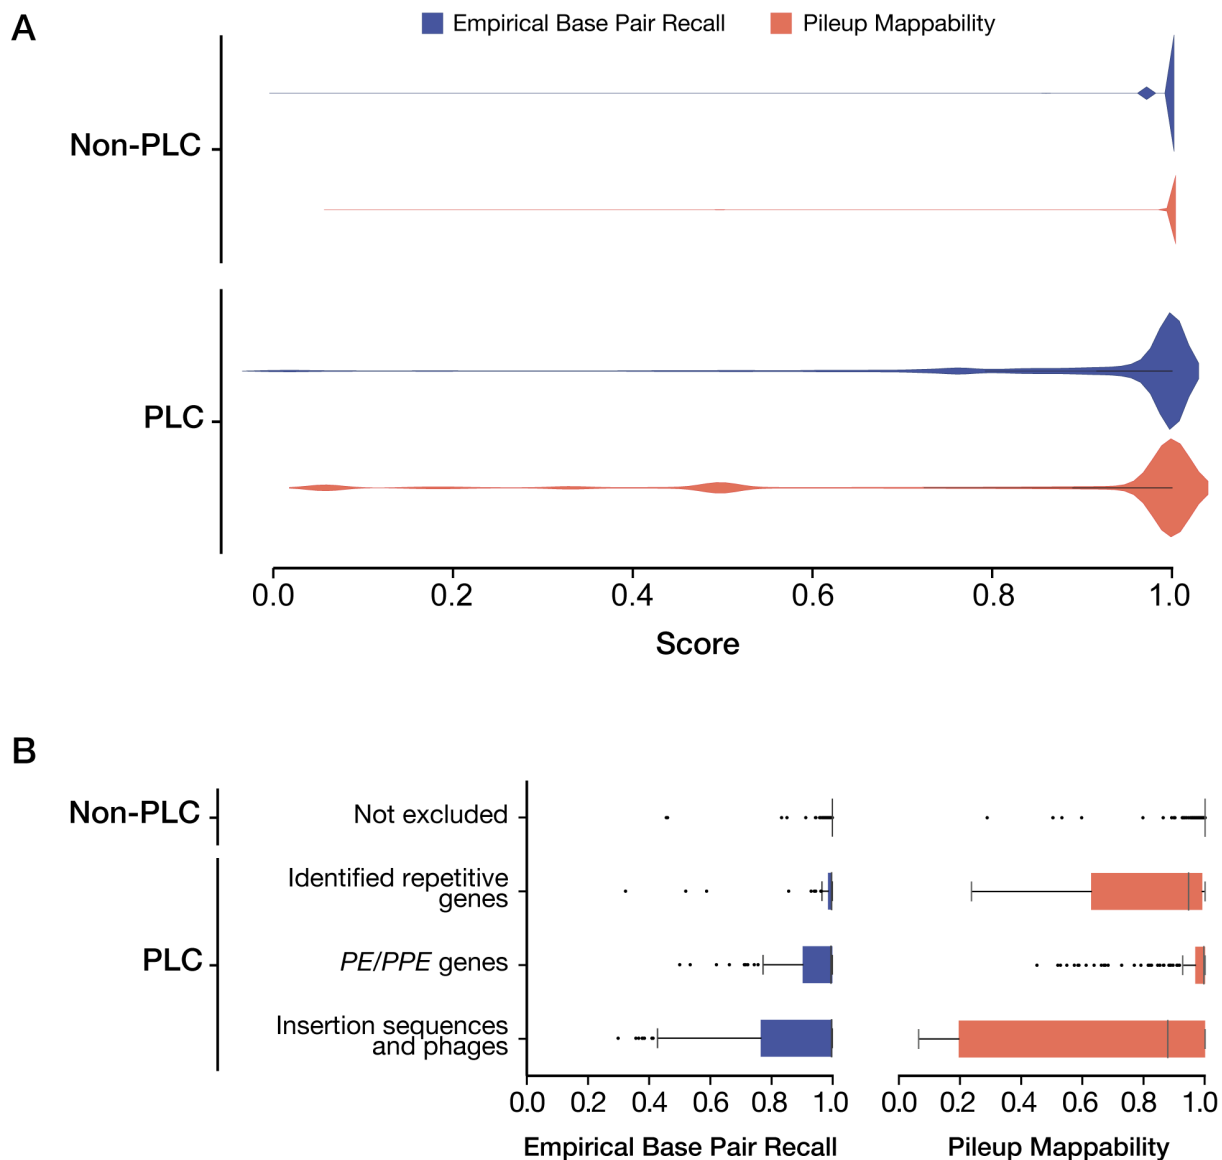 A
Empirical Base Pair Recall
Pileup Mappability
Non-PLC
PLC
0.0 0.2 0.4 0.6 0.8 1.0
Score
B
Non-PLC
PLC
Not excluded
Identified repetitive
genes
PE/PPE genes
Insertion sequences
and phages
0.0 0.2 0.4 0.6 0.8 1.0
Empirical Base Pair Recall
0.0 0.2 0.4 0.6 0.8 1.0
Pileup Mappability